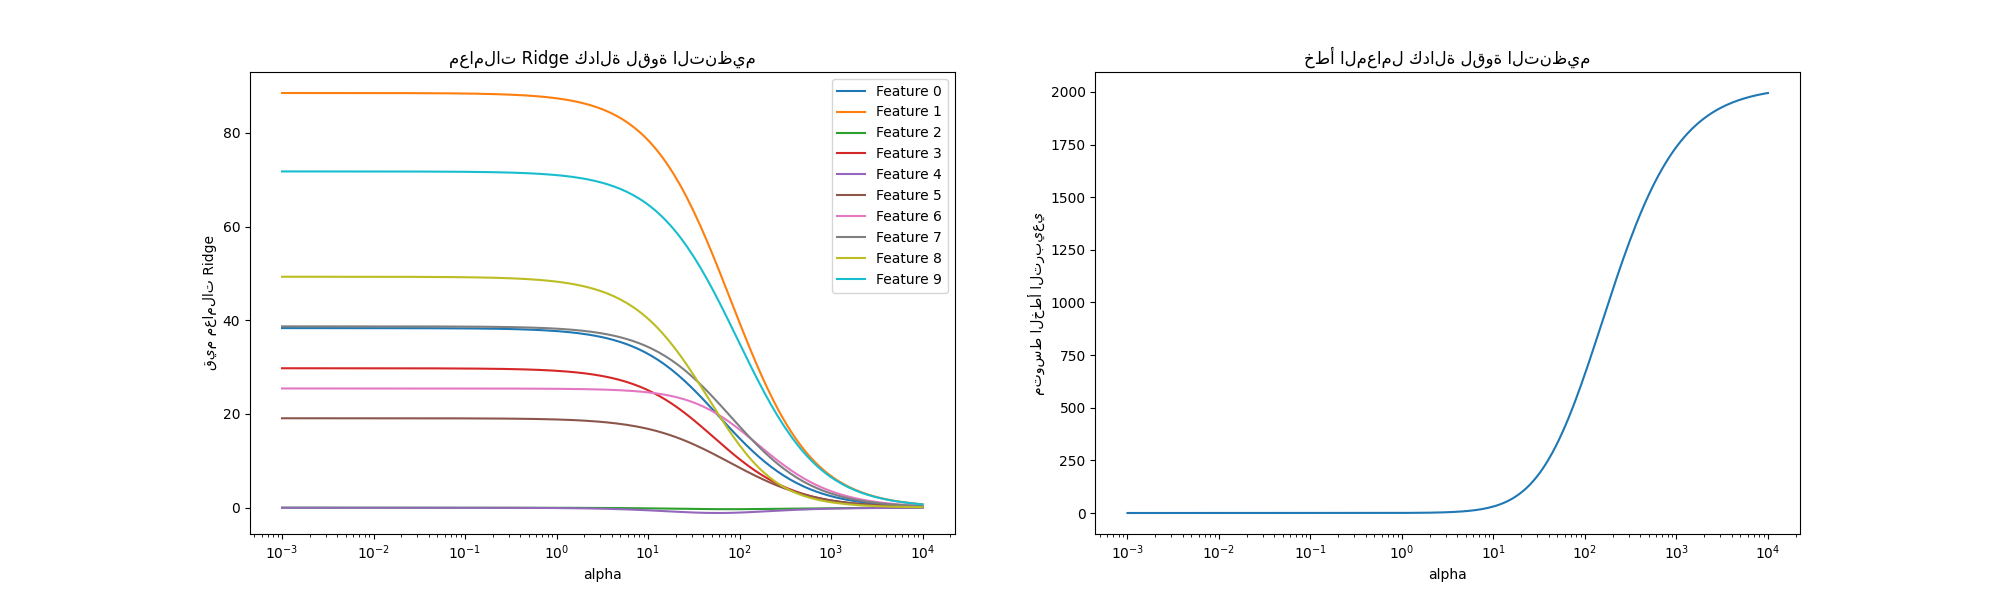 معاملات Ridge كدالة لقوة التنظيم
قيم معاملات Ridge
80
60
40
20
0
10⁻³ 10⁻² 10⁻¹ 10⁰ 10¹ 10² 10³ 10⁴
alpha
Feature 0
Feature 1
Feature 2
Feature 3
Feature 4
Feature 5
Feature 6
Feature 7
Feature 8
Feature 9
خطأ المعامل كدالة لقوة التنظيم
متوسط الخطأ التربيعي
2000
1750
1500
1250
1000
750
500
250
0
10⁻³ 10⁻² 10⁻¹ 10⁰ 10¹ 10² 10³ 10⁴
alpha